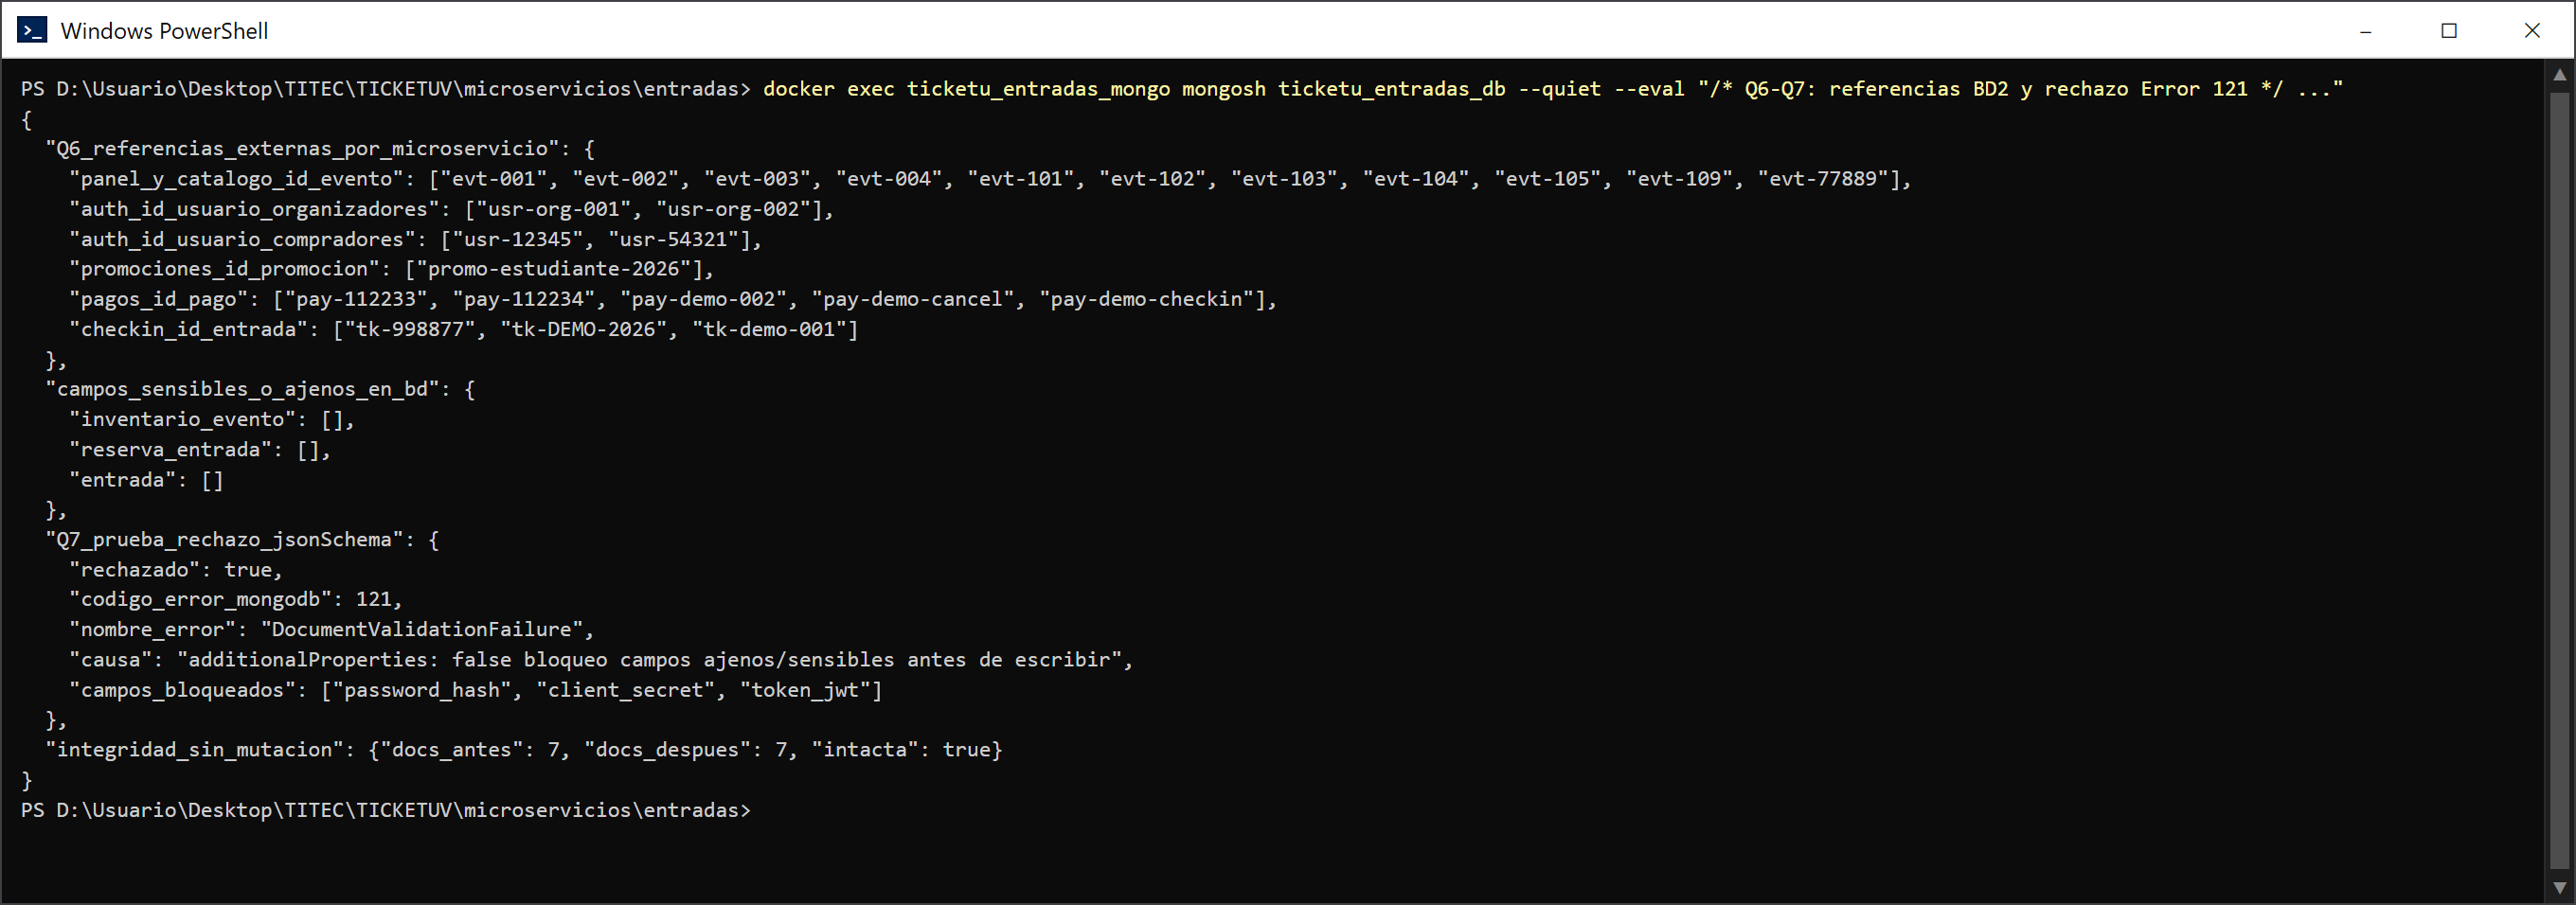 Windows PowerShell
PS D:\Usuario\Desktop\TITEC\TICKETUV\microservicios\entradas> docker exec ticketu_entradas_mongo mongosh ticketu_entradas_db --quiet --eval "/* Q6-Q7: referencias BD2 y rechazo Error 121 */ ..."
{
  "Q6_referencias_externas_por_microservicio": {
    "panel_y_catalogo_id_evento": ["evt-001", "evt-002", "evt-003", "evt-004", "evt-101", "evt-102", "evt-103", "evt-104", "evt-105", "evt-109", "evt-77889"],
    "auth_id_usuario_organizadores": ["usr-org-001", "usr-org-002"],
    "auth_id_usuario_compradores": ["usr-12345", "usr-54321"],
    "promociones_id_promocion": ["promo-estudiante-2026"],
    "pagos_id_pago": ["pay-112233", "pay-112234", "pay-demo-002", "pay-demo-cancel", "pay-demo-checkin"],
    "checkin_id_entrada": ["tk-998877", "tk-DEMO-2026", "tk-demo-001"]
  },
  "campos_sensibles_o_ajenos_en_bd": {
    "inventario_evento": [],
    "reserva_entrada": [],
    "entrada": []
  },
  "Q7_prueba_rechazo_jsonSchema": {
    "rechazado": true,
    "codigo_error_mongodb": 121,
    "nombre_error": "DocumentValidationFailure",
    "causa": "additionalProperties: false bloqueo campos ajenos/sensibles antes de escribir",
    "campos_bloqueados": ["password_hash", "client_secret", "token_jwt"]
  },
  "integridad_sin_mutacion": {"docs_antes": 7, "docs_despues": 7, "intacta": true}
}
PS D:\Usuario\Desktop\TITEC\TICKETUV\microservicios\entradas>